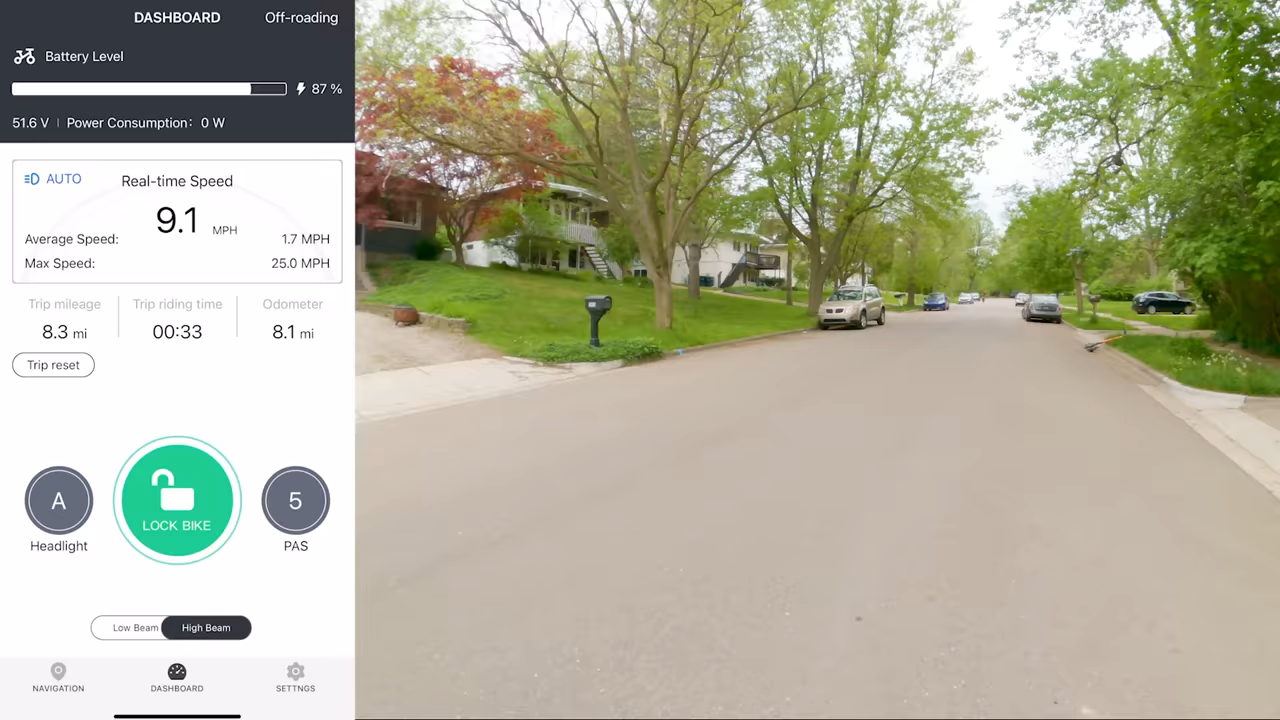 DASHBOARD
Off-roading
Battery Level
87 %
51.6 V | Power Consumption: 0 W
AUTO
Real-time Speed
9.1 MPH
Average Speed: 1.7 MPH
Max Speed: 25.0 MPH
Trip mileage Trip riding time Odometer
8.3 mi 00:33 8.1 mi
Trip reset
A
LOCK BIKE
5
Headlight
PAS
Low Beam High Beam
NAVIGATION DASHBOARD SETTNGS